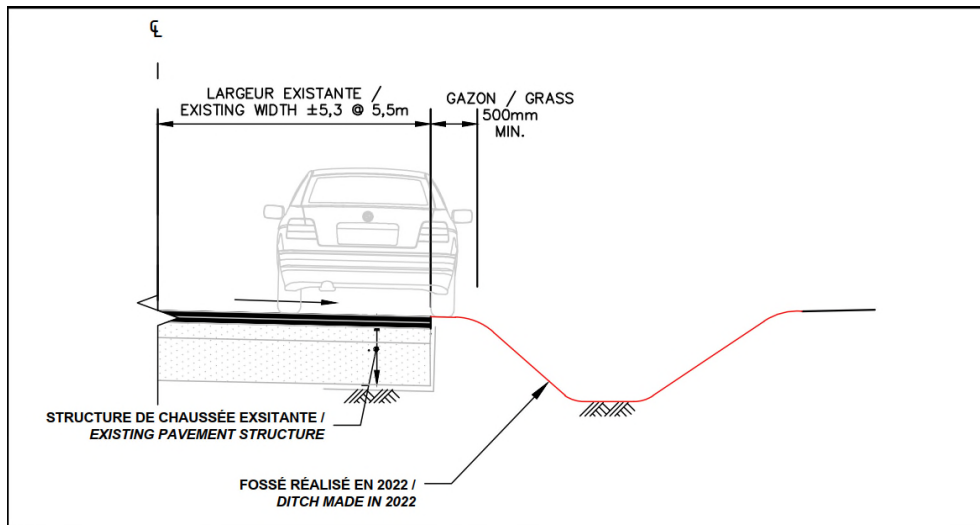 ℄
LARGEUR EXISTANTE /
EXISTING WIDTH ±5,3 @ 5,5m
GAZON / GRASS
500mm
MIN.
STRUCTURE DE CHAUSSÉE EXSITANTE /
EXISTING PAVEMENT STRUCTURE
FOSSÉ RÉALISÉ EN 2022 /
DITCH MADE IN 2022